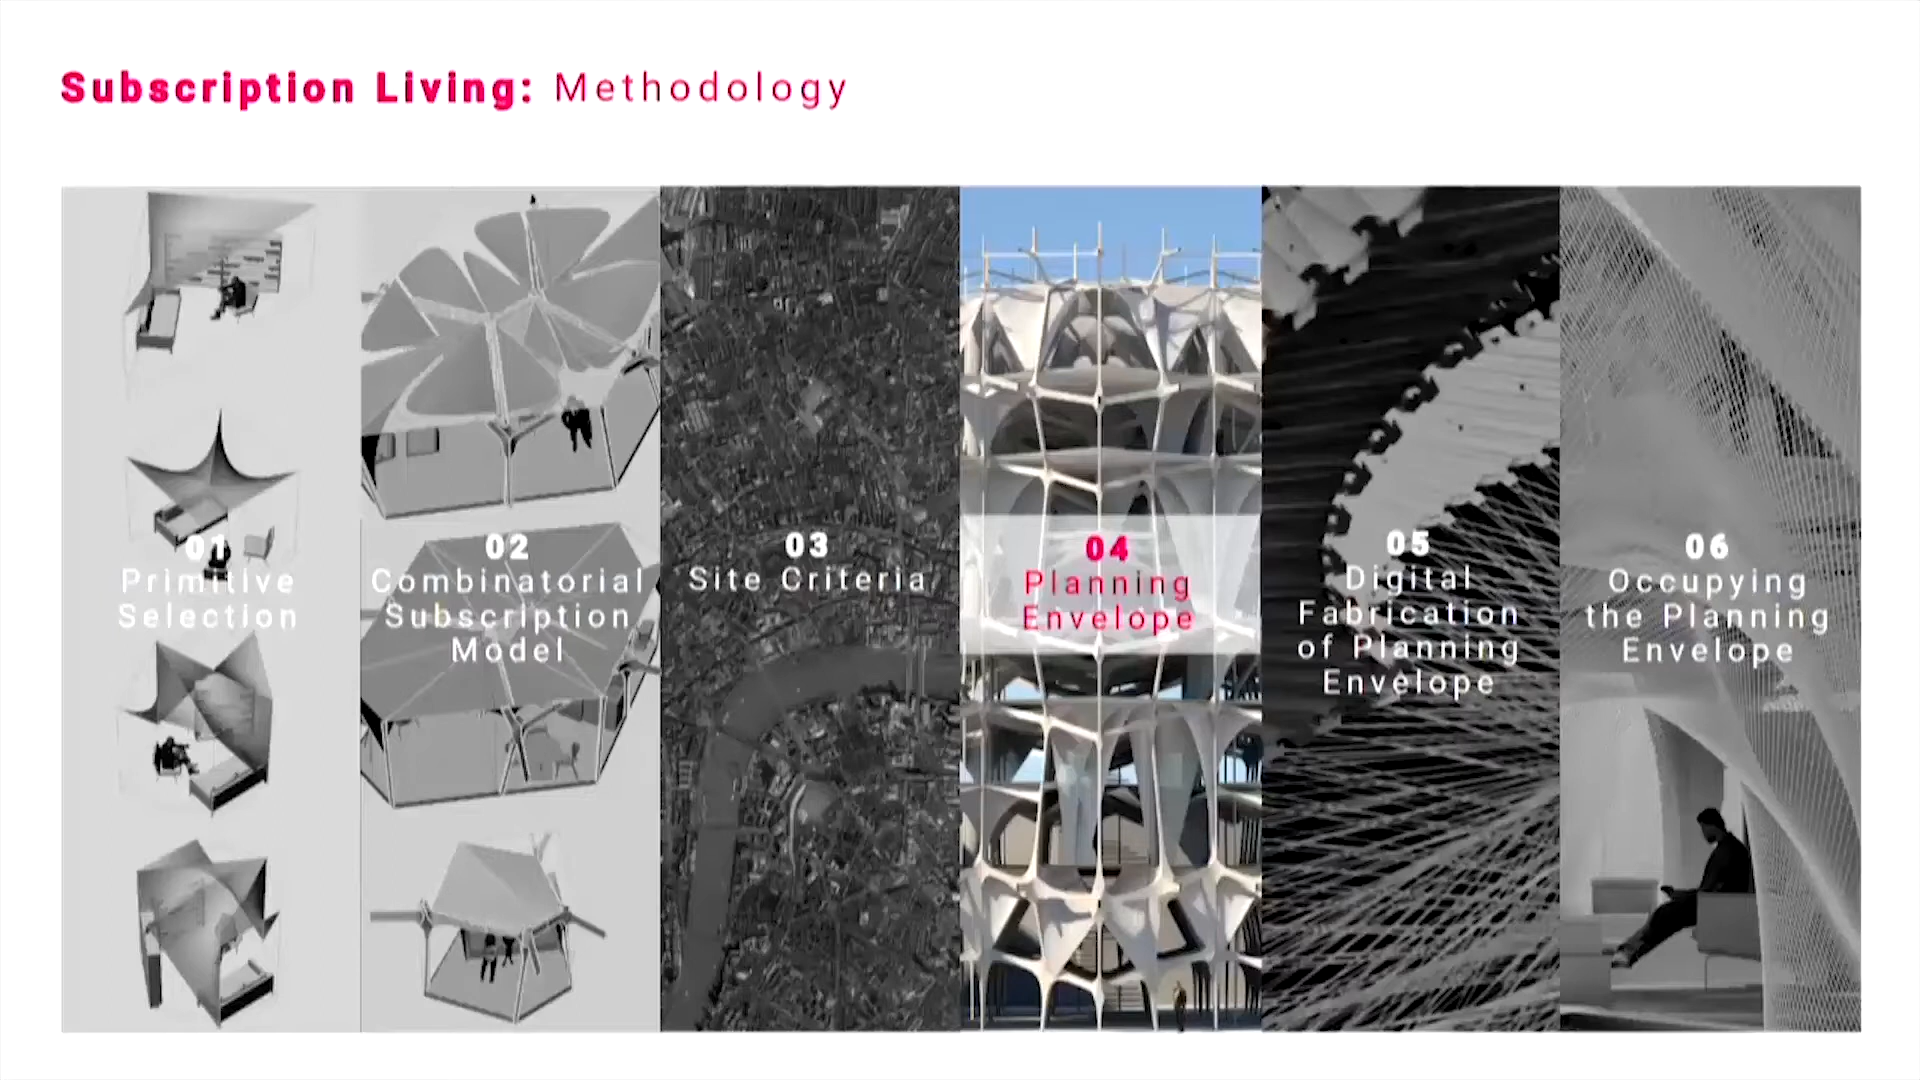 Subscription Living: Methodology
01
Primitive
Selection
02
Combinatorial
Subscription
Model
03
Site Criteria
04
Planning
Envelope
05
Digital
Fabrication
of Planning
Envelope
06
Occupying
the Planning
Envelope